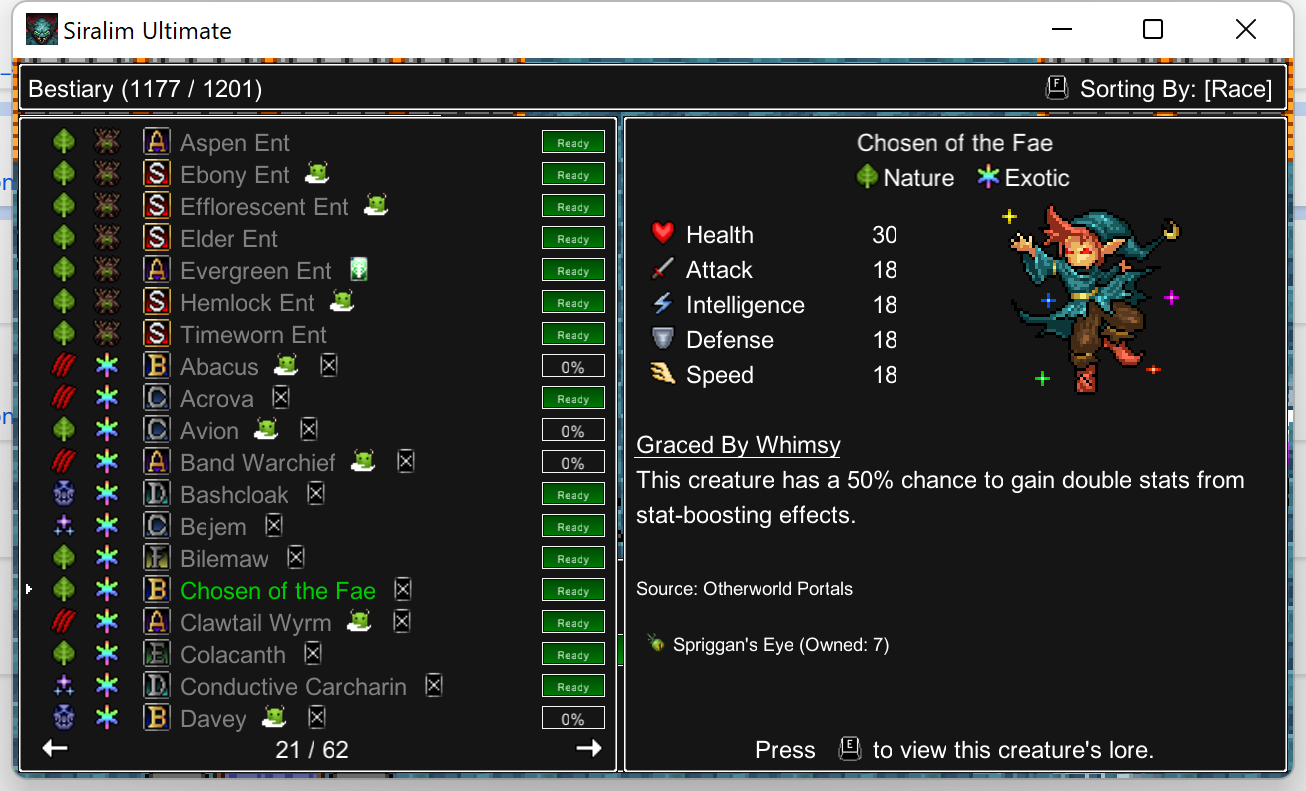 Siralim Ultimate
Bestiary (1177 / 1201)
F Sorting By: [Race]
A Aspen Ent Ready
S Ebony Ent Ready
S Efflorescent Ent Ready
S Elder Ent Ready
A Evergreen Ent Ready
S Hemlock Ent Ready
S Timeworn Ent Ready
B Abacus 0%
C Acrova Ready
C Avion 0%
A Band Warchief 0%
D Bashcloak Ready
C Bejem Ready
F Bilemaw Ready
B Chosen of the Fae Ready
A Clawtail Wyrm Ready
E Colacanth Ready
D Conductive Carcharin Ready
B Davey 0%
21 / 62
Chosen of the Fae
Nature Exotic
Health 30
Attack 18
Intelligence 18
Defense 18
Speed 18
Graced By Whimsy
This creature has a 50% chance to gain double stats from
stat-boosting effects.
Source: Otherworld Portals
Spriggan's Eye (Owned: 7)
Press E to view this creature's lore.